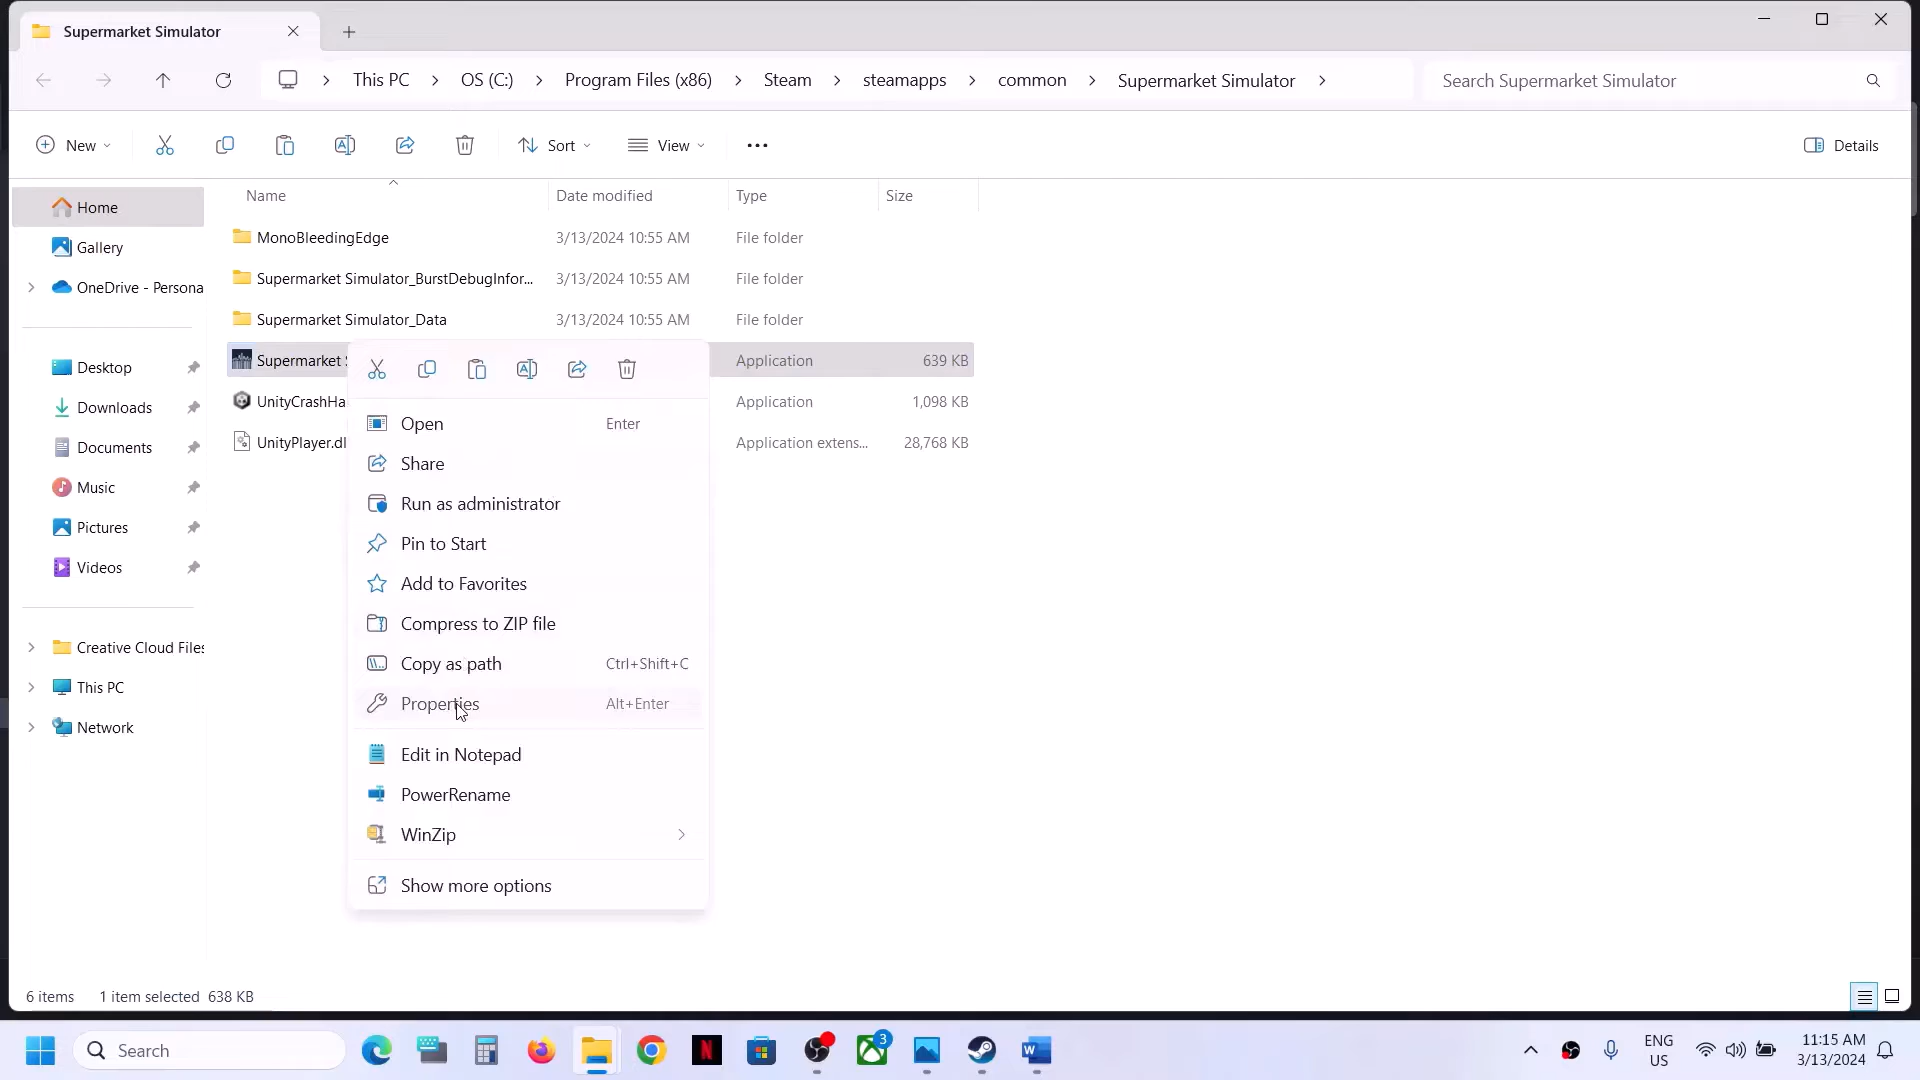 Supermarket Simulator
This PC
OS (C:)
Program Files (x86)
Steam
steamapps
common
Supermarket Simulator
Search Supermarket Simulator
New
Sort
View
Details
Name
Date modified
Type
Size
Home
Gallery
OneDrive - Persona
Desktop
Downloads
Documents
Music
Pictures
Videos
Creative Cloud Files
This PC
Network
MonoBleedingEdge 3/13/2024 10:55 AM File folder
Supermarket Simulator_BurstDebugInfor... 3/13/2024 10:55 AM File folder
Supermarket Simulator_Data 3/13/2024 10:55 AM File folder
Supermarket Application 639 KB
UnityCrashHa Application 1,098 KB
UnityPlayer.dl Application extens... 28,768 KB
Open Enter
Share
Run as administrator
Pin to Start
Add to Favorites
Compress to ZIP file
Copy as path Ctrl+Shift+C
Properties Alt+Enter
Edit in Notepad
PowerRename
WinZip
Show more options
6 items 1 item selected 638 KB
Search
3
ENG
US
11:15 AM
3/13/2024